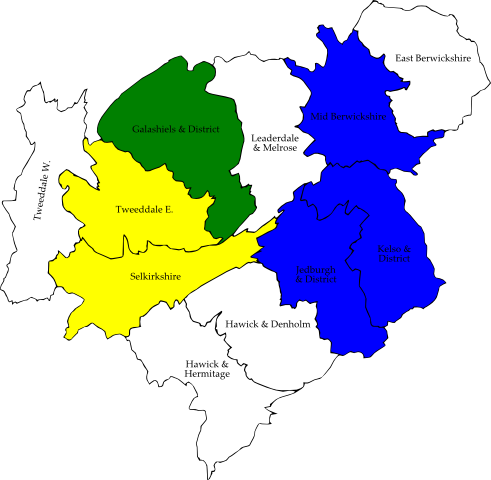 East Berwickshire
Mid Berwickshire
Galashiels & District
Leaderdale
& Melrose
Tweeddale W.
Tweeddale E.
Kelso &
District
Selkirkshire
Jedburgh
& District
Hawick & Denholm
Hawick &
Hermitage